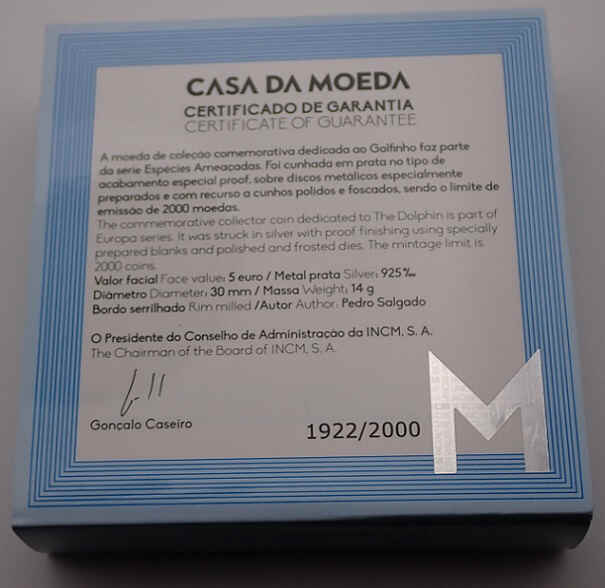 CASA DA MOEDA
CERTIFICADO DE GARANTIA
CERTIFICATE OF GUARANTEE
A moeda de coleção comemorativa dedicada ao Golfinho faz parte
da serie Espécies Ameaçadas. Foi cunhada em prata no tipo de
acabamento especial proof, sobre discos metálicos especialmente
preparados e com recurso a cunhos polidos e foscados, sendo o limite de
emissão de 2000 moedas.
The commemorative collector coin dedicated to The Dolphin is part of
Europa series. It was struck in silver with proof finishing using specially
prepared blanks and polished and frosted dies. The mintage limit is
2000 coins.
Valor facial Face value: 5 euro / Metal prata Silver: 925‰
Diâmetro Diameter: 30 mm / Massa Weight: 14 g
Bordo serrilhado Rim milled /Autor Author: Pedro Salgado
O Presidente do Conselho de Administração da INCM, S. A.
The Chairman of the Board of INCM, S. A.
Gonçalo Caseiro
1922/2000
M